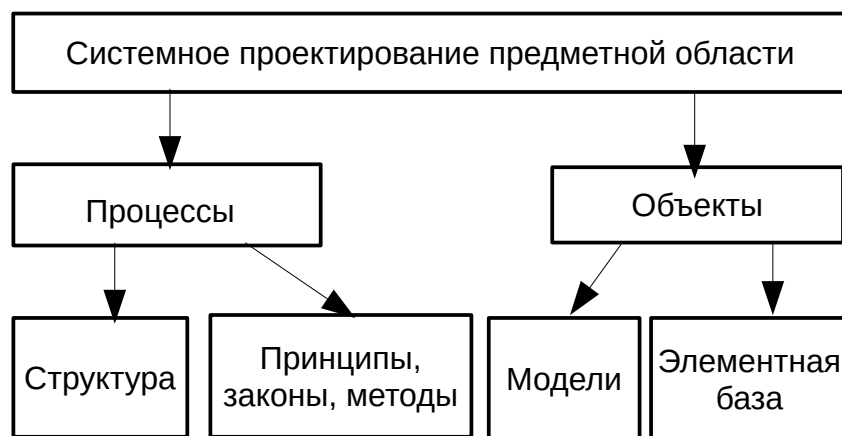 Системное проектирование предметной области
Процессы
Объекты
Структура
Принципы,
законы, методы
Модели
Элементная
база